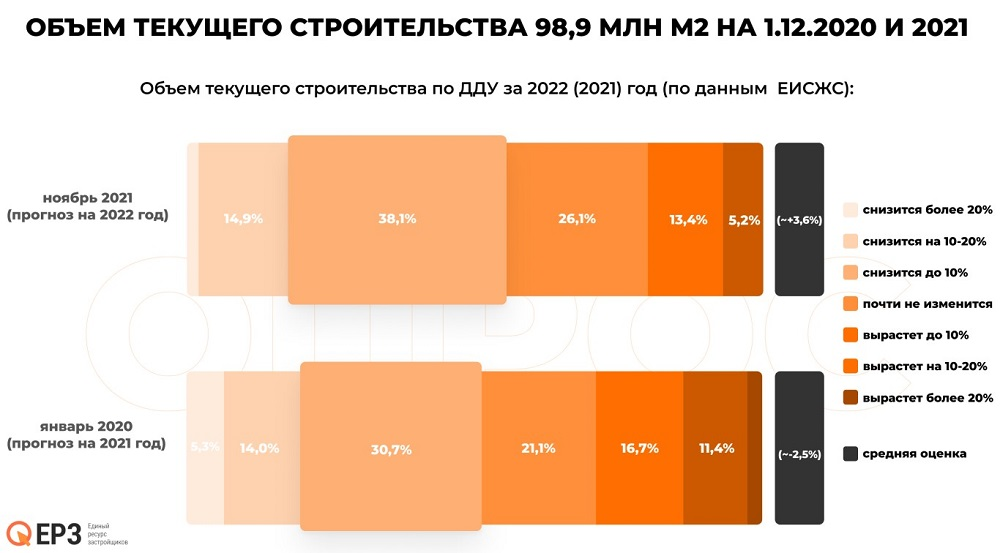 ОБЪЕМ ТЕКУЩЕГО СТРОИТЕЛЬСТВА 98,9 МЛН М2 НА 1.12.2020 И 2021
Объем текущего строительства по ДДУ за 2022 (2021) год (по данным ЕИСЖС):
ноябрь 2021
(прогноз на 2022 год)
14,9%
38,1%
26,1%
13,4%
5,2%
(~+3,6%)
снизится более 20%
снизится на 10-20%
снизится до 10%
почти не изменится
вырастет до 10%
вырастет на 10-20%
вырастет более 20%
средняя оценка
ОПРОС
январь 2020
(прогноз на 2021 год)
5,3%
14,0%
30,7%
21,1%
16,7%
11,4%
(~-2,5%)
ЕРЗ
Единый
ресурс
застройщиков